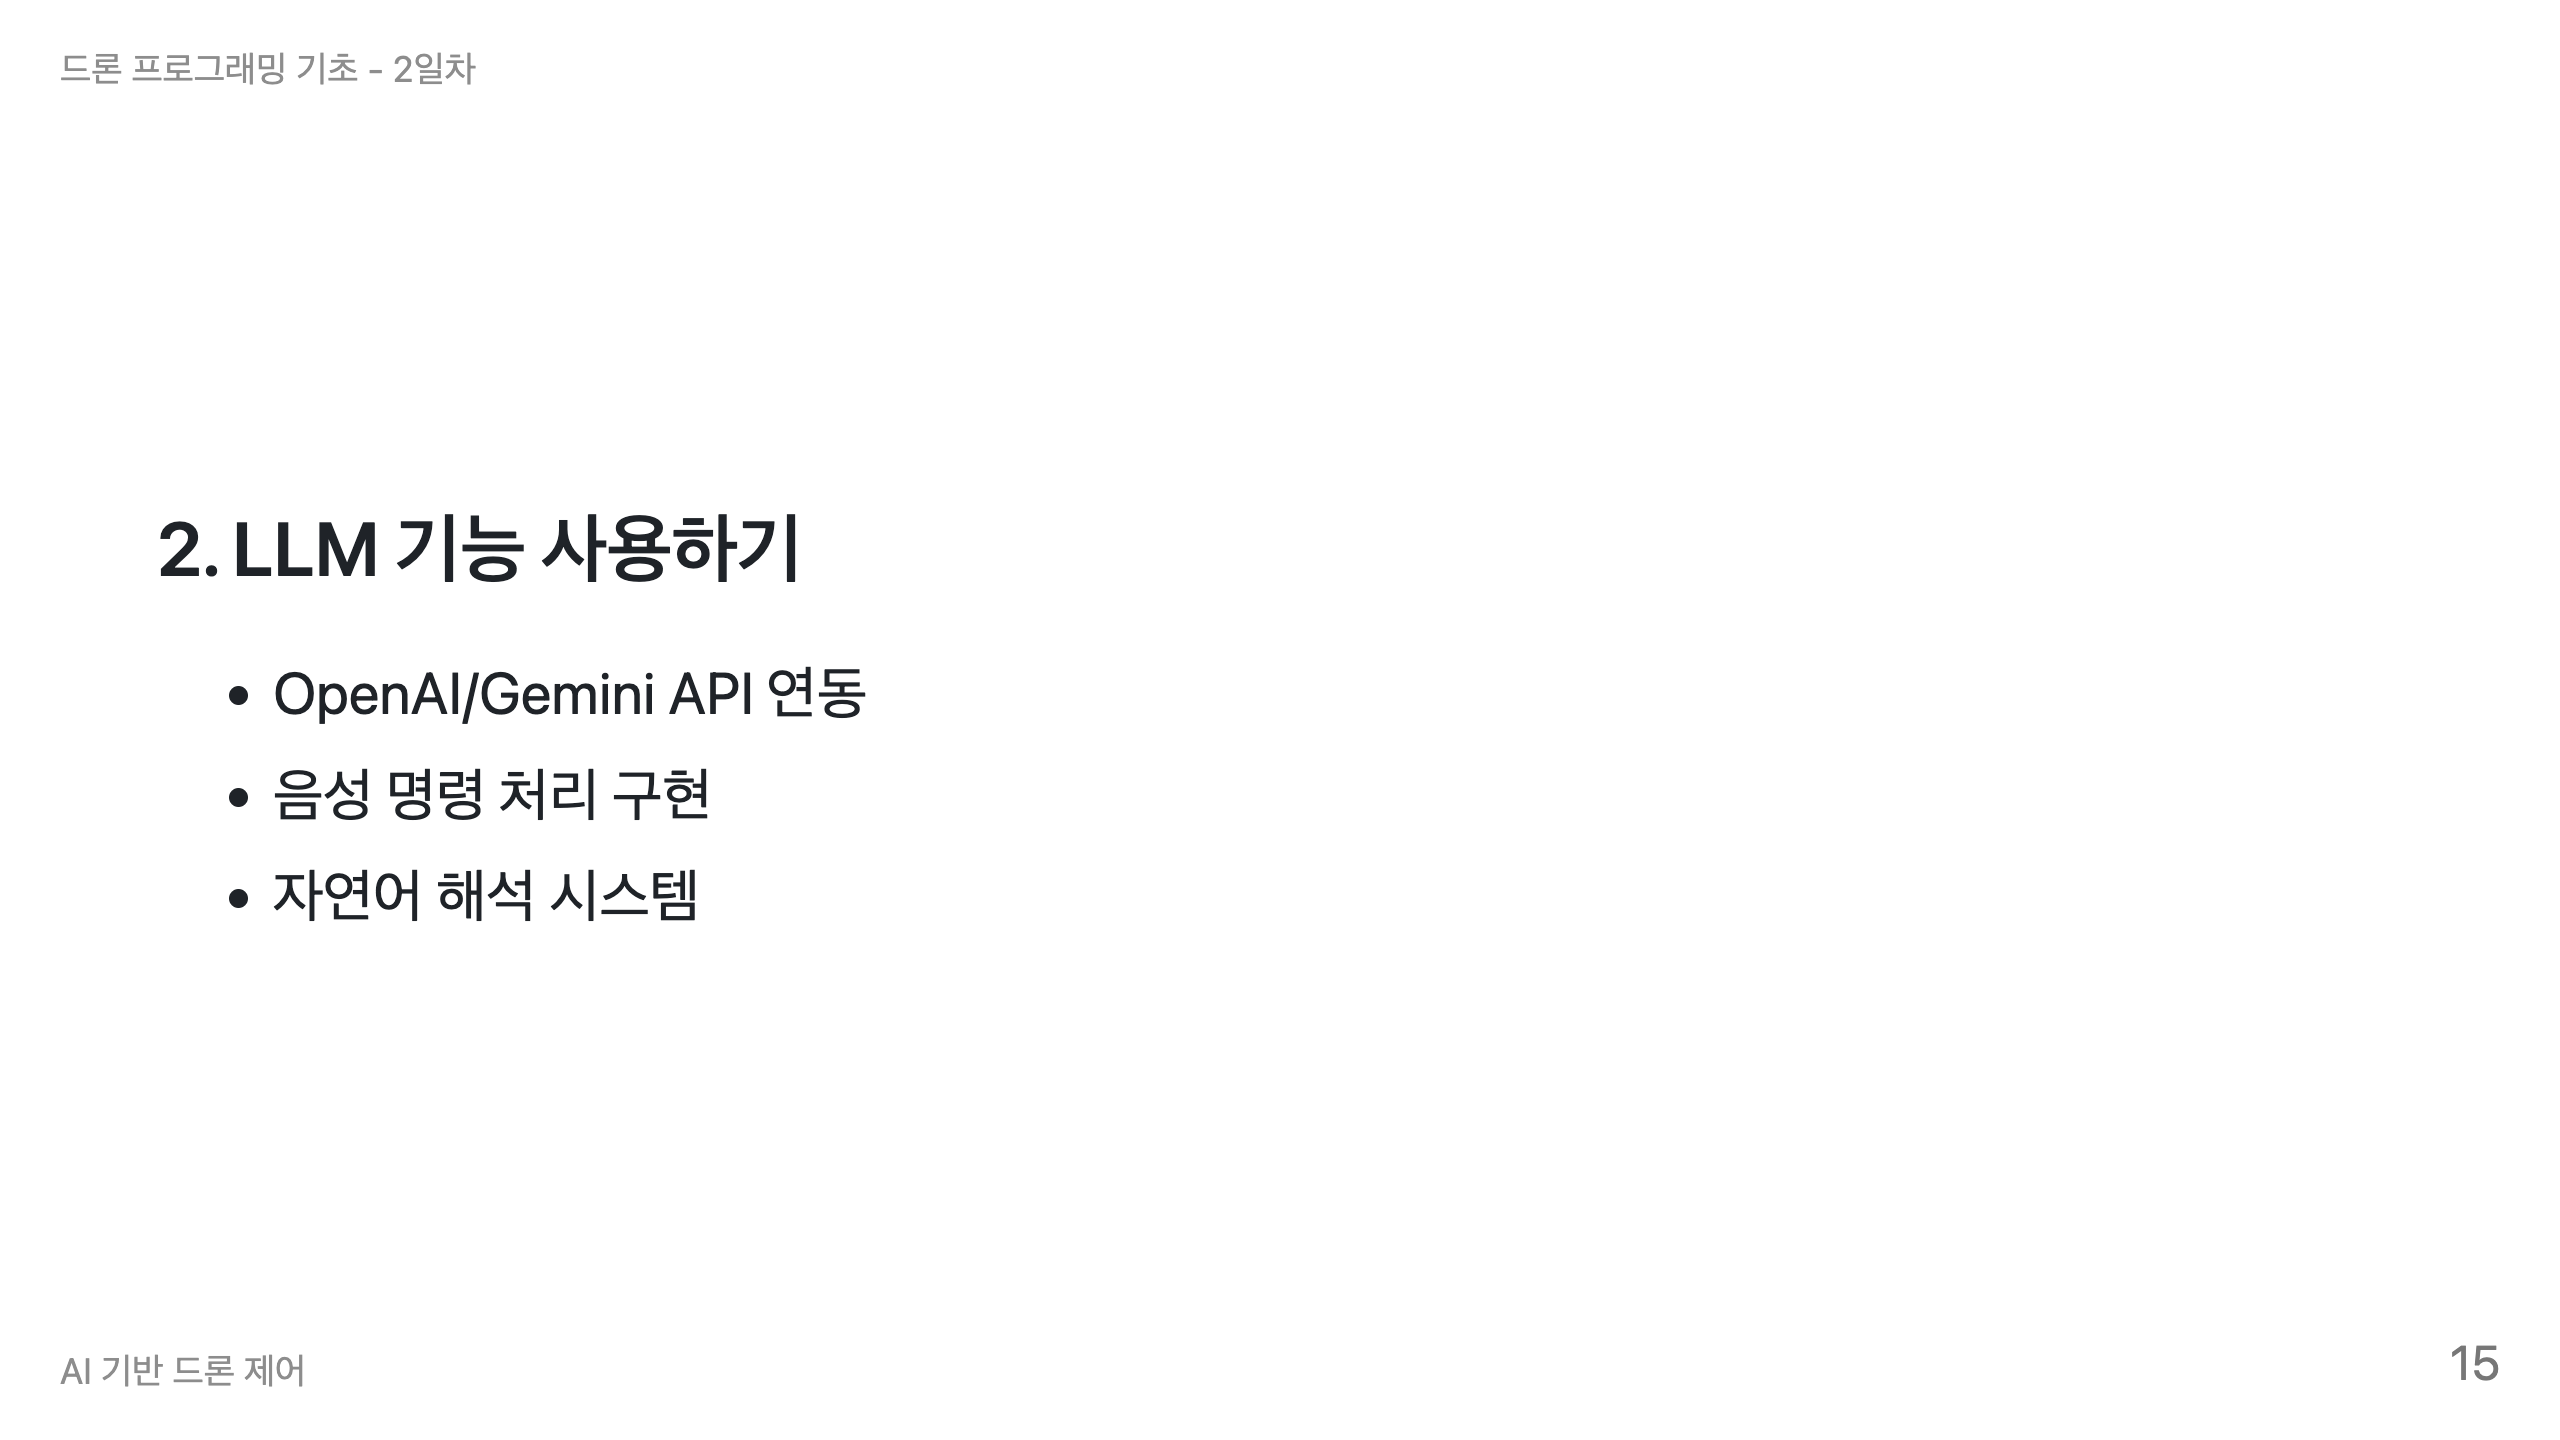 드론 프로그래밍 기초 - 2일차
2. LLM 기능 사용하기
• OpenAI/Gemini API 연동
• 음성 명령 처리 구현
• 자연어 해석 시스템
AI 기반 드론 제어
15